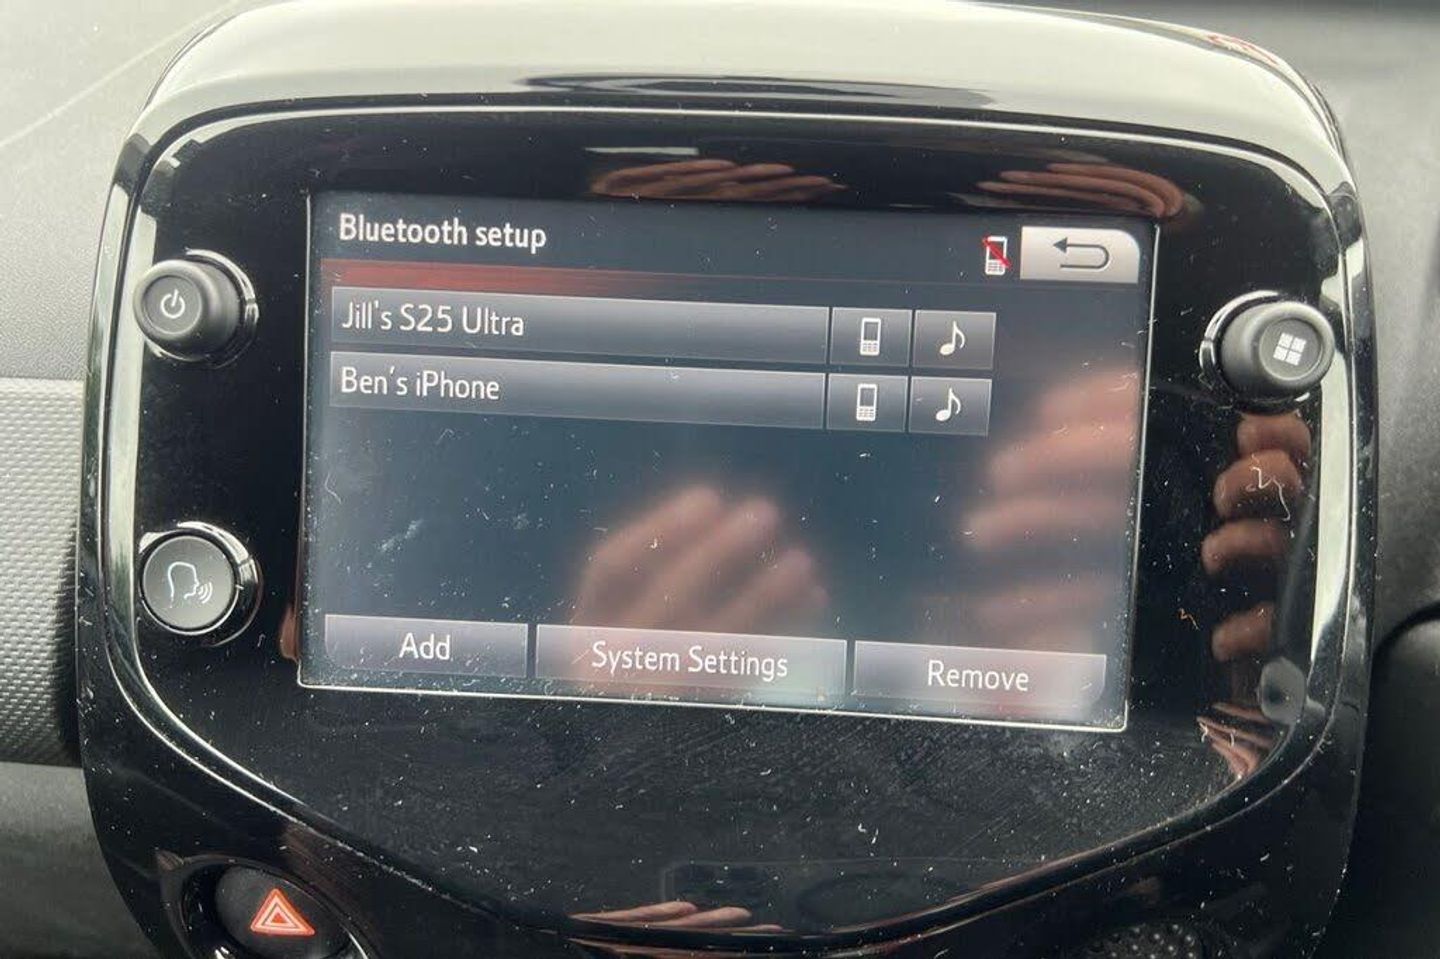 Bluetooth setup
Jill's S25 Ultra
Ben's iPhone
Add
System Settings
Remove